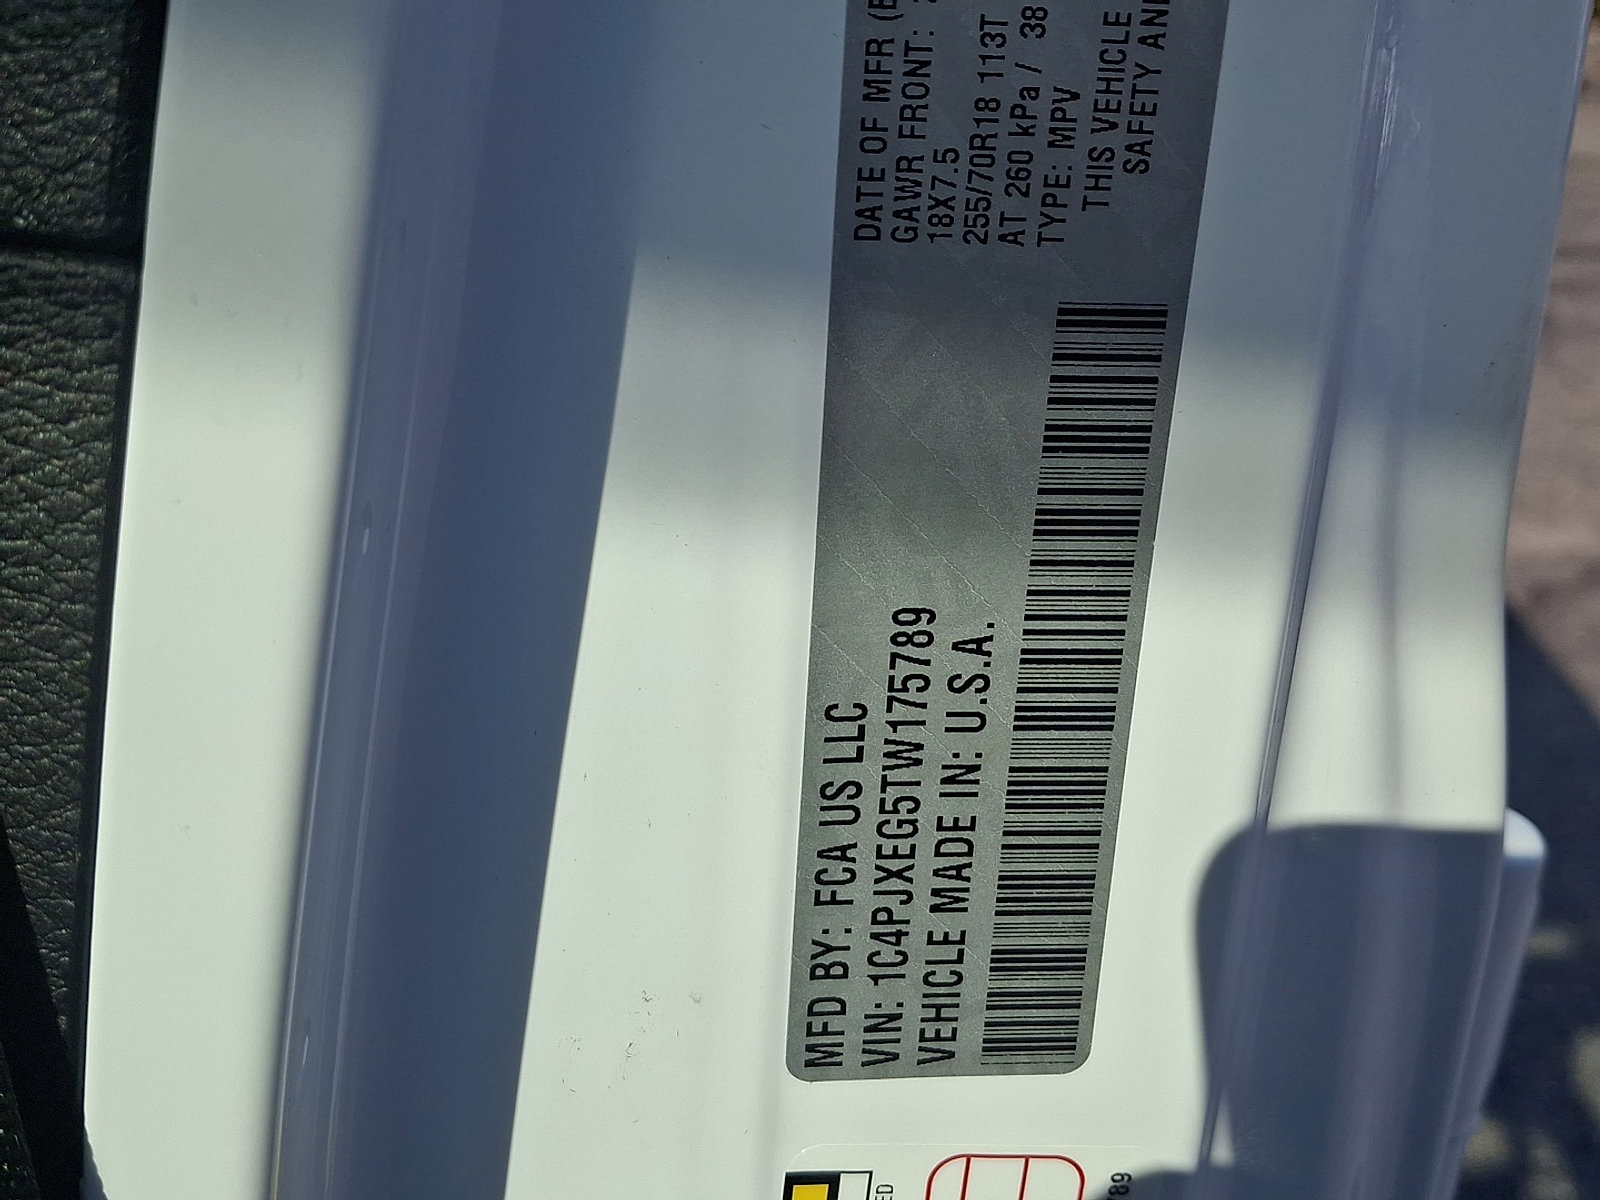 MFD BY: FCA US LLC
VIN: 1C4PJXEG5TW175789
VEHICLE MADE IN: U.S.A.
DATE OF MFR
GAWR FRONT:
18X7.5
255/70R18 113T
AT 260 kPa / 38
TYPE: MPV
THIS VEHICLE
SAFETY